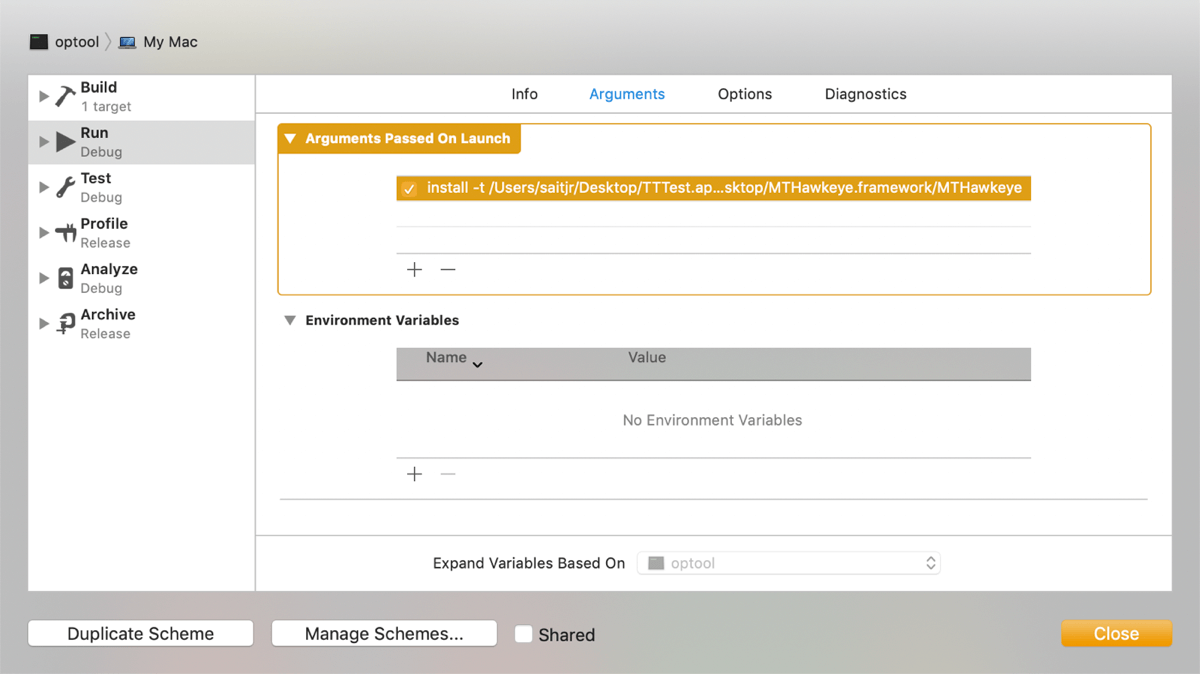 optool My Mac
Build
1 target
Run
Debug
Test
Debug
Profile
Release
Analyze
Debug
Archive
Release
Info Arguments Options Diagnostics
Arguments Passed On Launch
install -t /Users/saitjr/Desktop/TTTest.ap...sktop/MTHawkeye.framework/MTHawkeye
Environment Variables
Name Value
No Environment Variables
Expand Variables Based On optool
Duplicate Scheme Manage Schemes... Shared Close